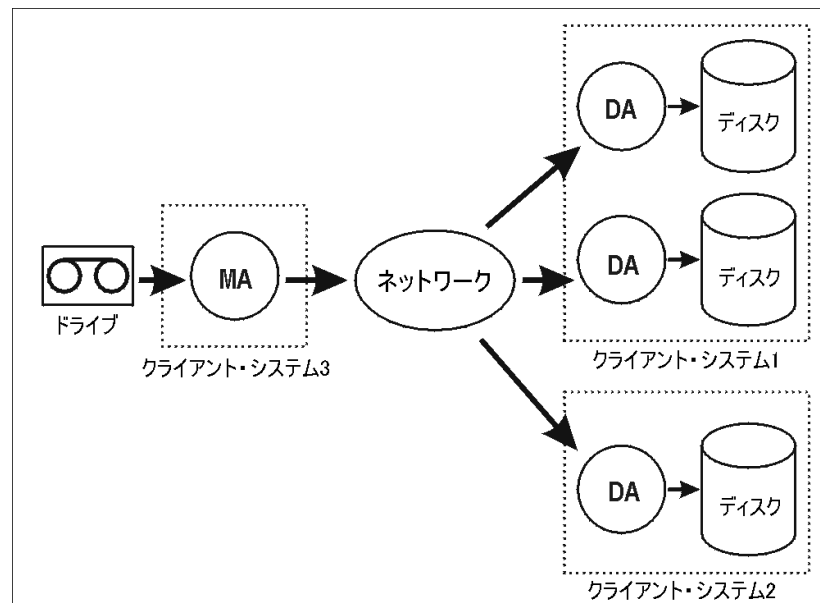 DA
ディスク
DA
ディスク
MA
ネットワーク
ドライブ
クライアント・システム3
クライアント・システム1
DA
ディスク
クライアント・システム2